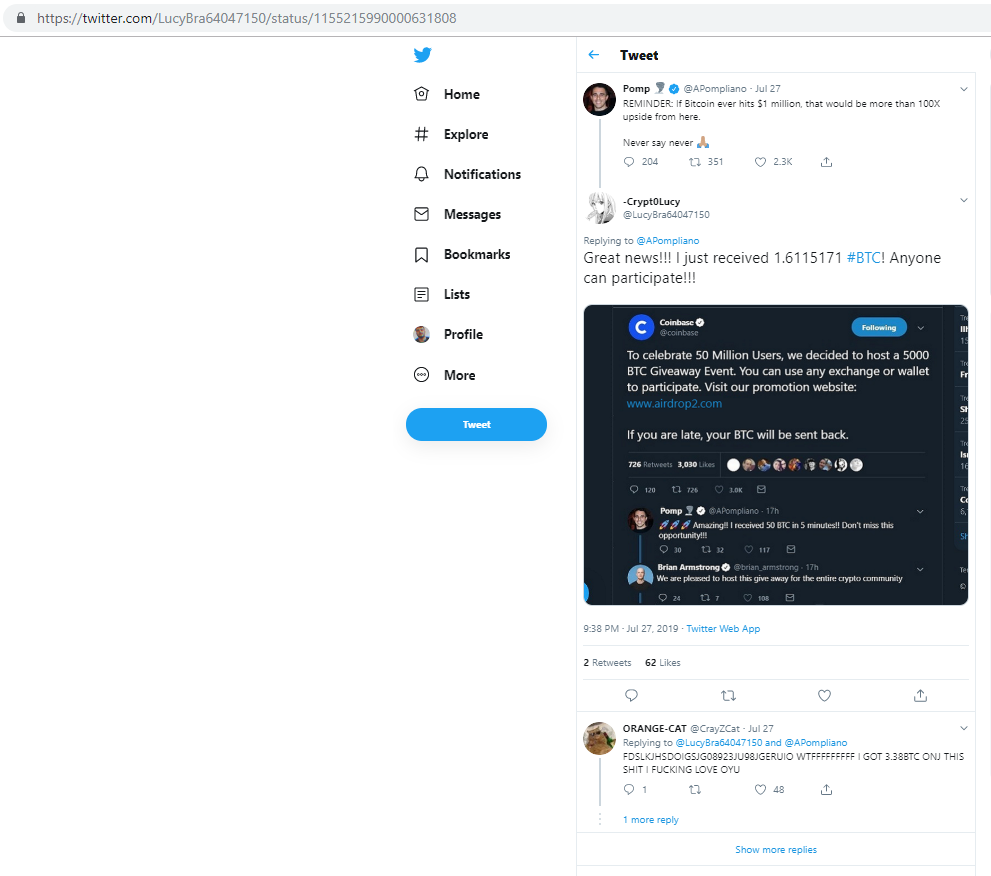 https://twitter.com/LucyBra64047150/status/1155215990000631808
Home
Explore
Notifications
Messages
Bookmarks
Lists
Profile
More
Tweet
Tweet
Pomp @APompliano · Jul 27
REMINDER: If Bitcoin ever hits $1 million, that would be more than 100X
upside from here.
Never say never 🙏🏽
204 351 2.3K
-Crypt0Lucy
@LucyBra64047150
Replying to @APompliano
Great news!!! I just received 1.6115171 #BTC! Anyone
can participate!!!
Coinbase
@coinbase
Following
To celebrate 50 Million Users, we decided to host a 5000
BTC Giveaway Event. You can use any exchange or wallet
to participate. Visit our promotion website:
www.airdrop2.com
If you are late, your BTC will be sent back.
726 Retweets 3,030 Likes
120 726 3.0K
Pomp @APompliano · 17h
🚀🚀🚀 Amazing!! I received 50 BTC in 5 minutes!! Don't miss this
opportunity!!!
30 32 117
Brian Armstrong @brian_armstrong · 17h
We are pleased to host this give away for the entire crypto community
24 7 108
9:38 PM · Jul 27, 2019 · Twitter Web App
2 Retweets 62 Likes
ORANGE-CAT @CrayZCat · Jul 27
Replying to @LucyBra64047150 and @APompliano
FDSLKJHSDOIGSJG08923JU98JGERUIO WTFFFFFFFFF I GOT 3.38BTC ONJ THIS
SHIT I FUCKING LOVE OYU
1 48
1 more reply
Show more replies